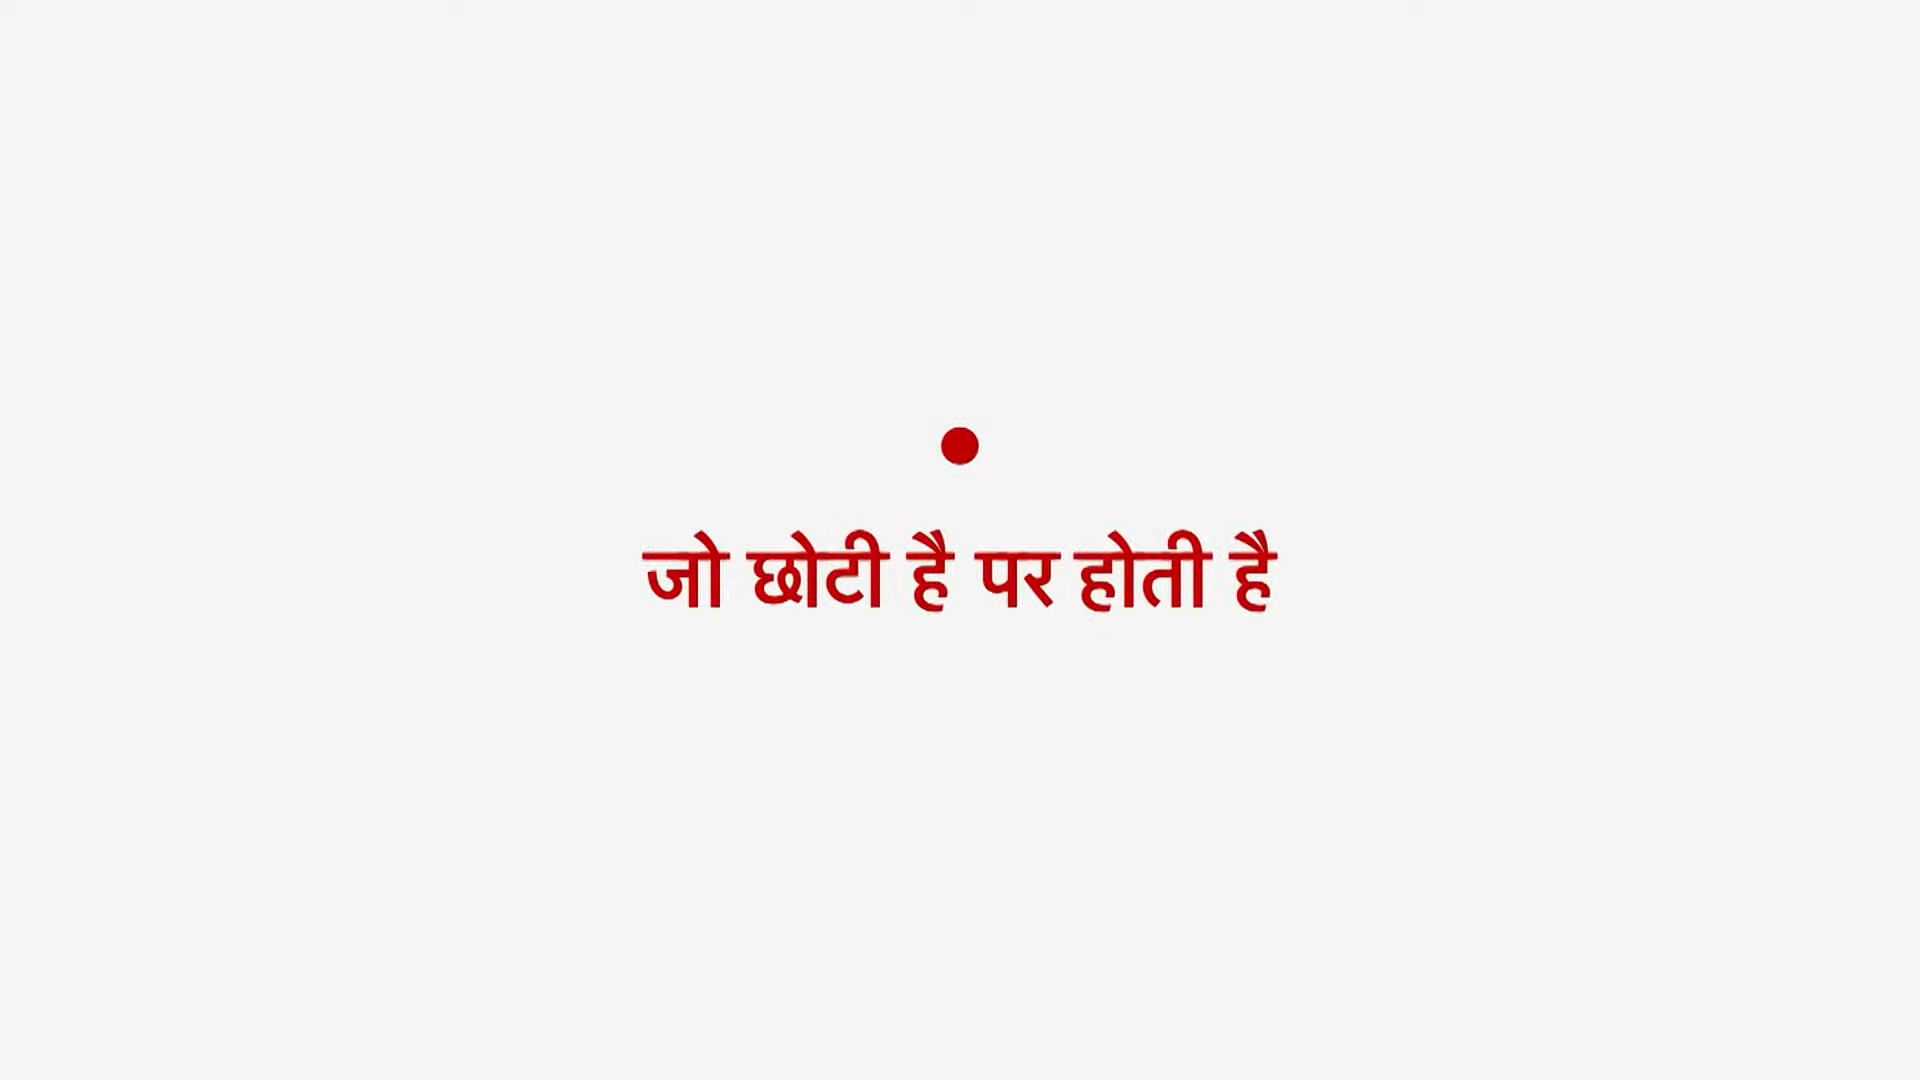 जो छोटी है पर होती है